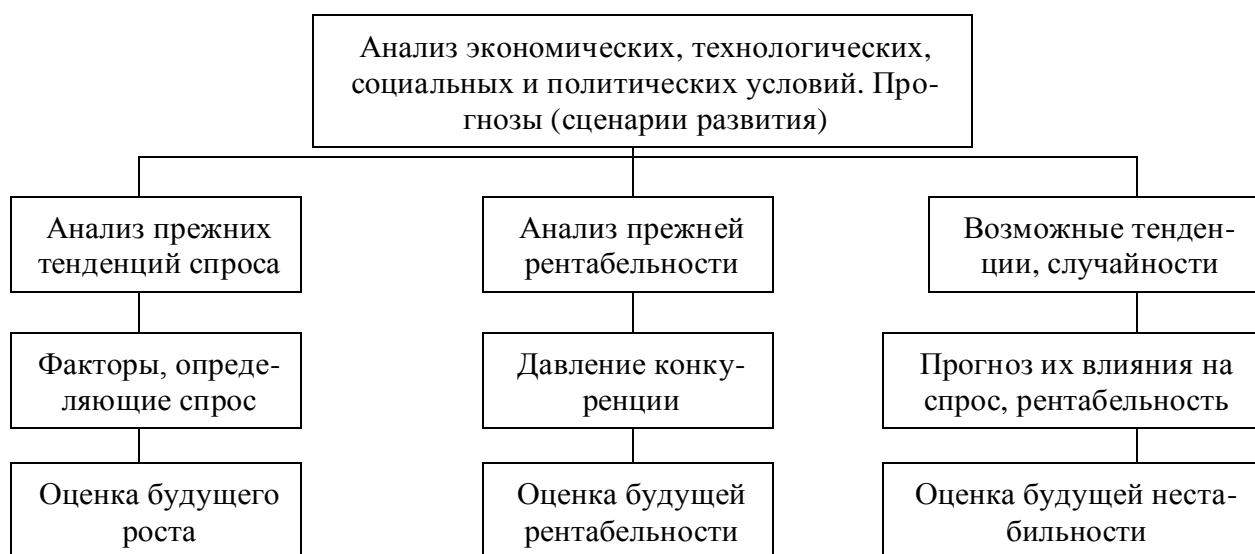 Анализ экономических, технологических,
социальных и политических условий. Про-
гнозы (сценарии развития)
Анализ прежних
тенденций спроса
Анализ прежней
рентабельности
Возможные тенден-
ции, случайности
Факторы, опреде-
ляющие спрос
Давление конку-
ренции
Прогноз их влияния на
спрос, рентабельность
Оценка будущего
роста
Оценка будущей
рентабельности
Оценка будущей неста-
бильности